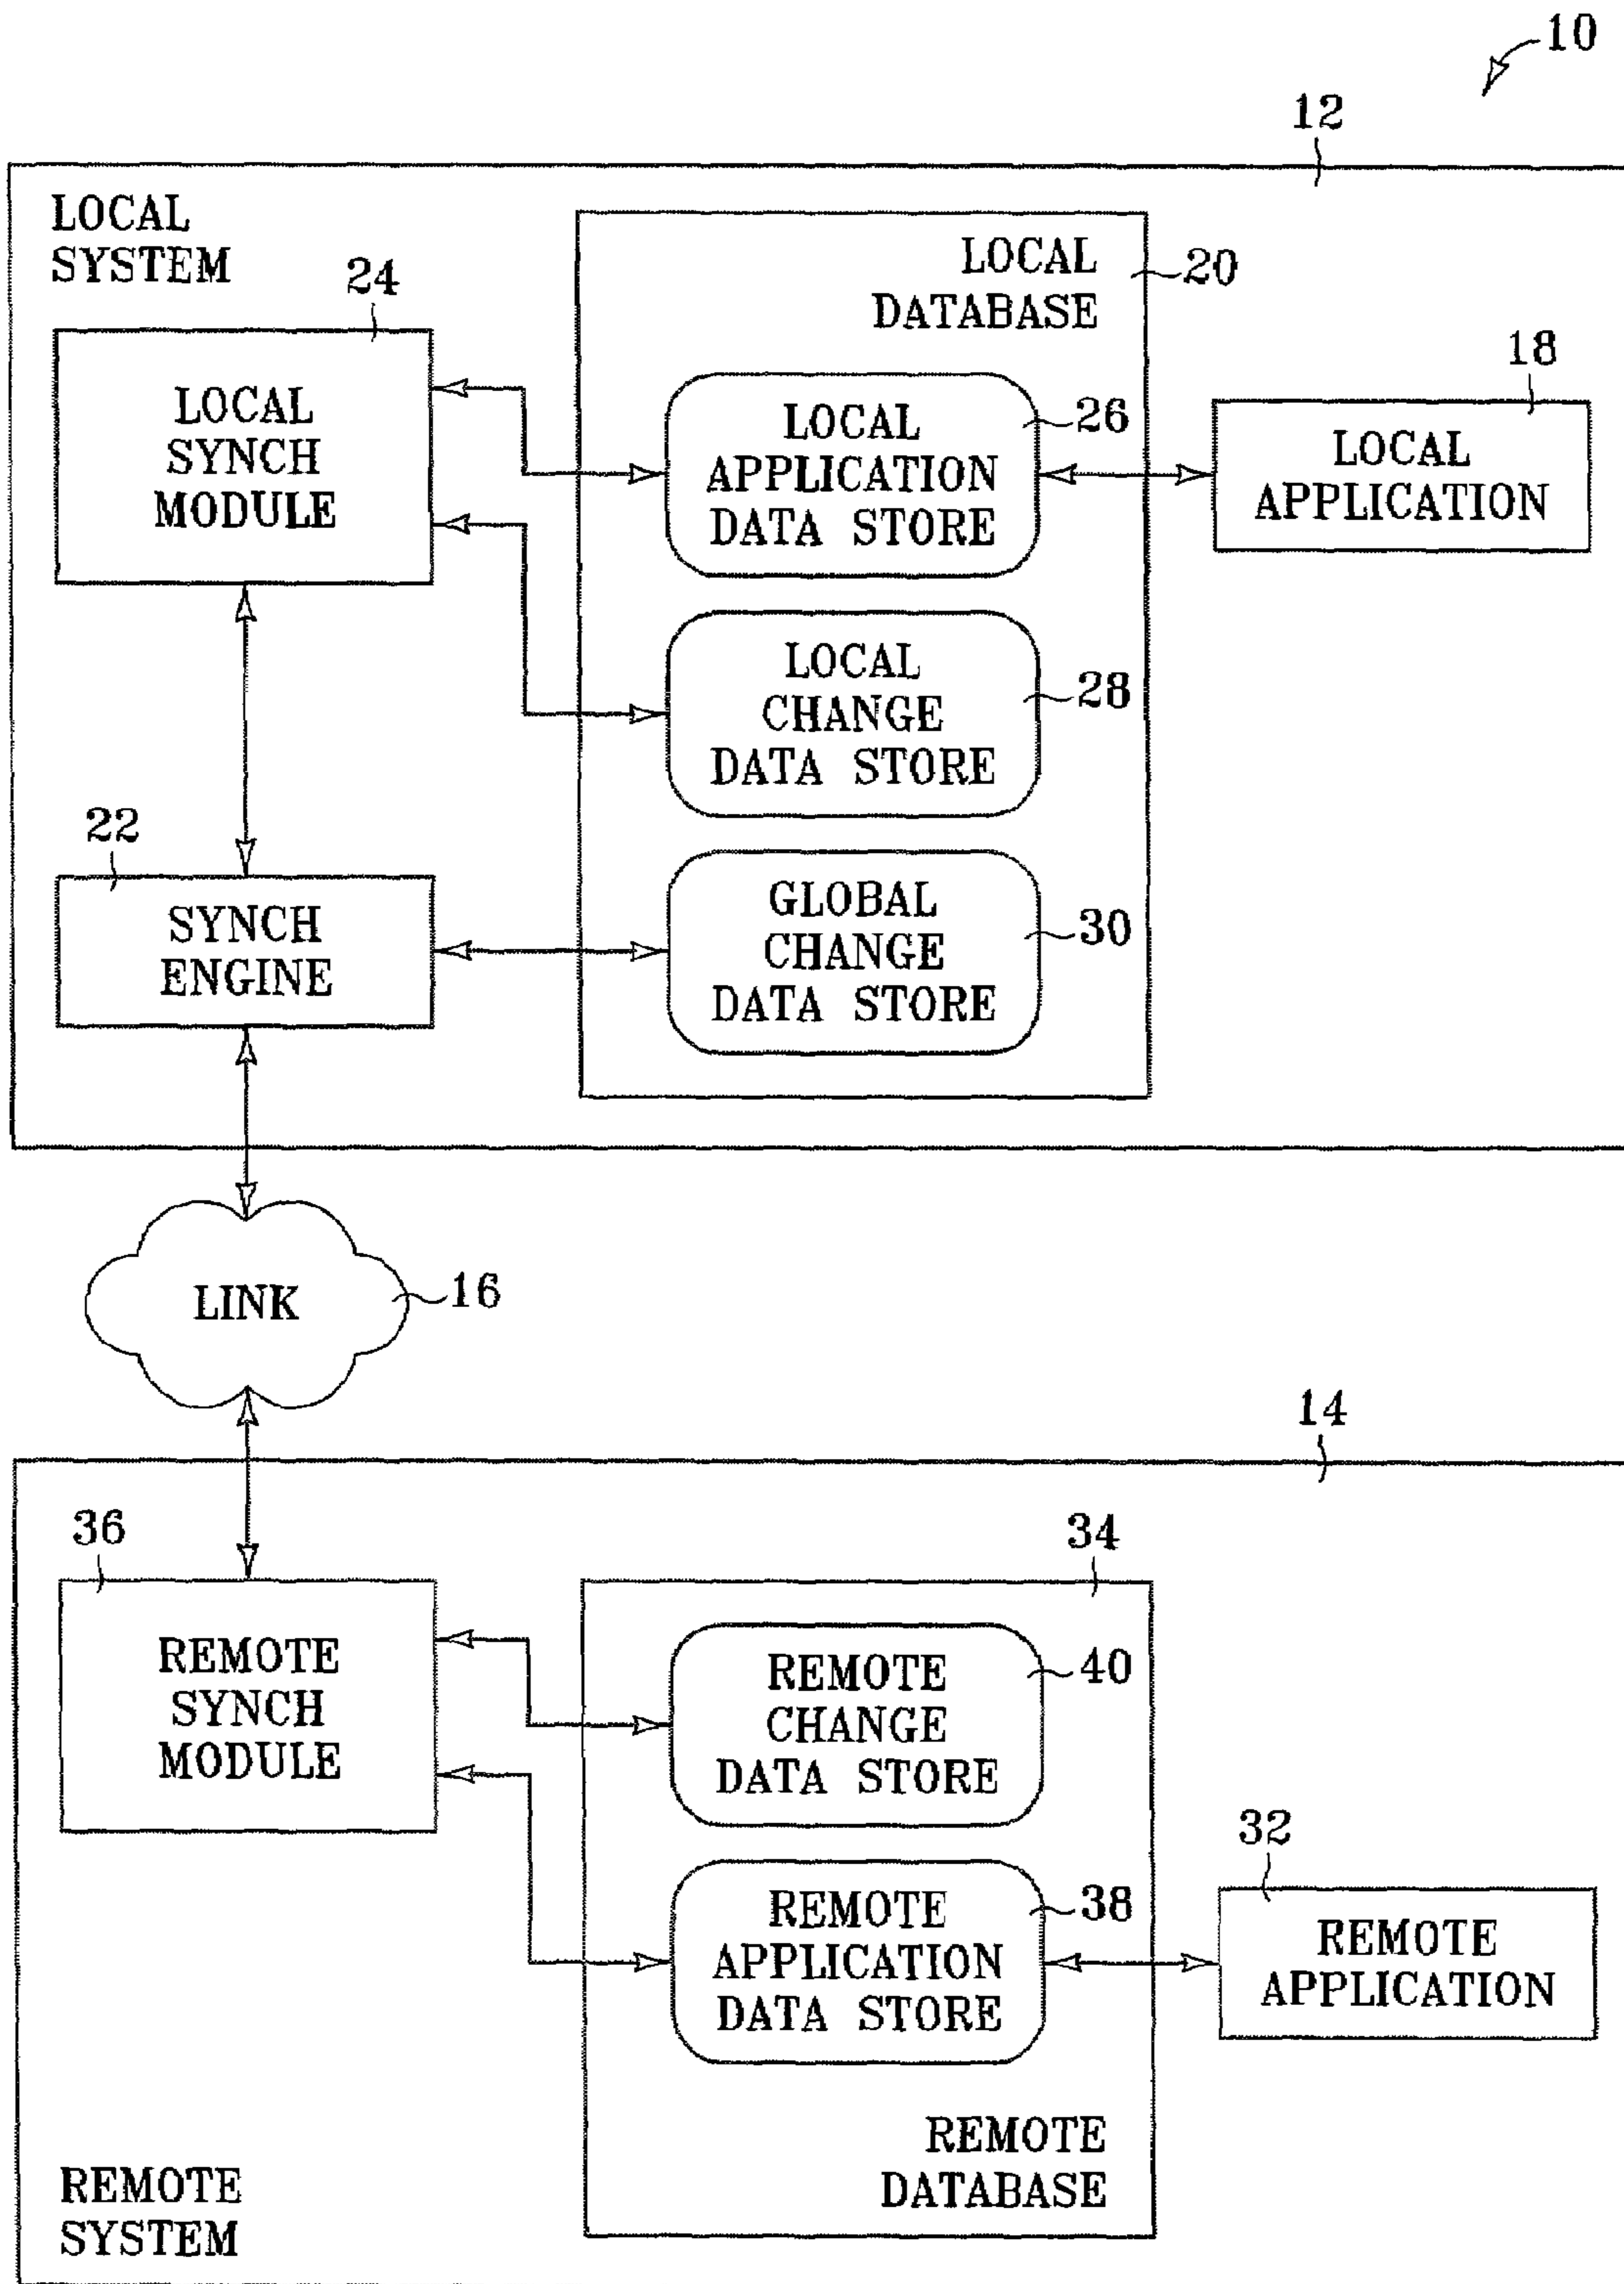 10
12
LOCAL
SYSTEM
24
LOCAL
DATABASE
20
LOCAL
SYNCH
MODULE
LOCAL
APPLICATION
DATA STORE
26
18
LOCAL
APPLICATION
LOCAL
CHANGE
DATA STORE
28
22
SYNCH
ENGINE
GLOBAL
CHANGE
DATA STORE
30
LINK
16
14
36
34
REMOTE
SYNCH
MODULE
REMOTE
CHANGE
DATA STORE
40
REMOTE
APPLICATION
DATA STORE
38
32
REMOTE
APPLICATION
REMOTE
DATABASE
REMOTE
SYSTEM